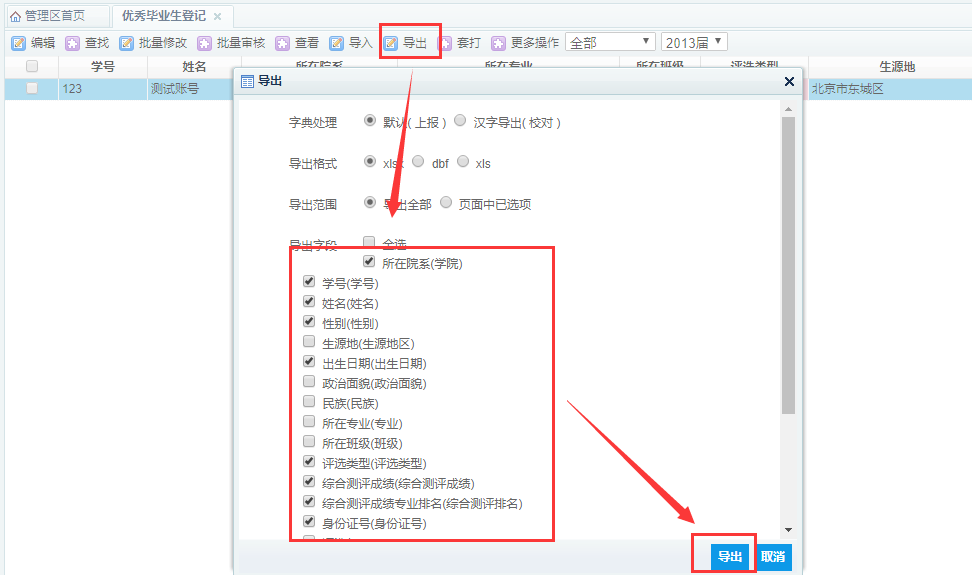 管理区首页 优秀毕业生登记
编辑 查找 批量修改 批量审核 查看 导入 导出 套打 更多操作 全部 2013届
学号 姓名 所在院系 所在专业 所在班级 评选类型 生源地
123 测试账号 北京市东城区
导出
字典处理 默认( 上报 ) 汉字导出( 校对 )
导出格式 xlsx dbf xls
导出范围 导出全部 页面中已选项
导出字段 全选
所在院系(学院)
学号(学号)
姓名(姓名)
性别(性别)
生源地(生源地区)
出生日期(出生日期)
政治面貌(政治面貌)
民族(民族)
所在专业(专业)
所在班级(班级)
评选类型(评选类型)
综合测评成绩(综合测评成绩)
综合测评成绩专业排名(综合测评排名)
身份证号(身份证号)
导出 取消